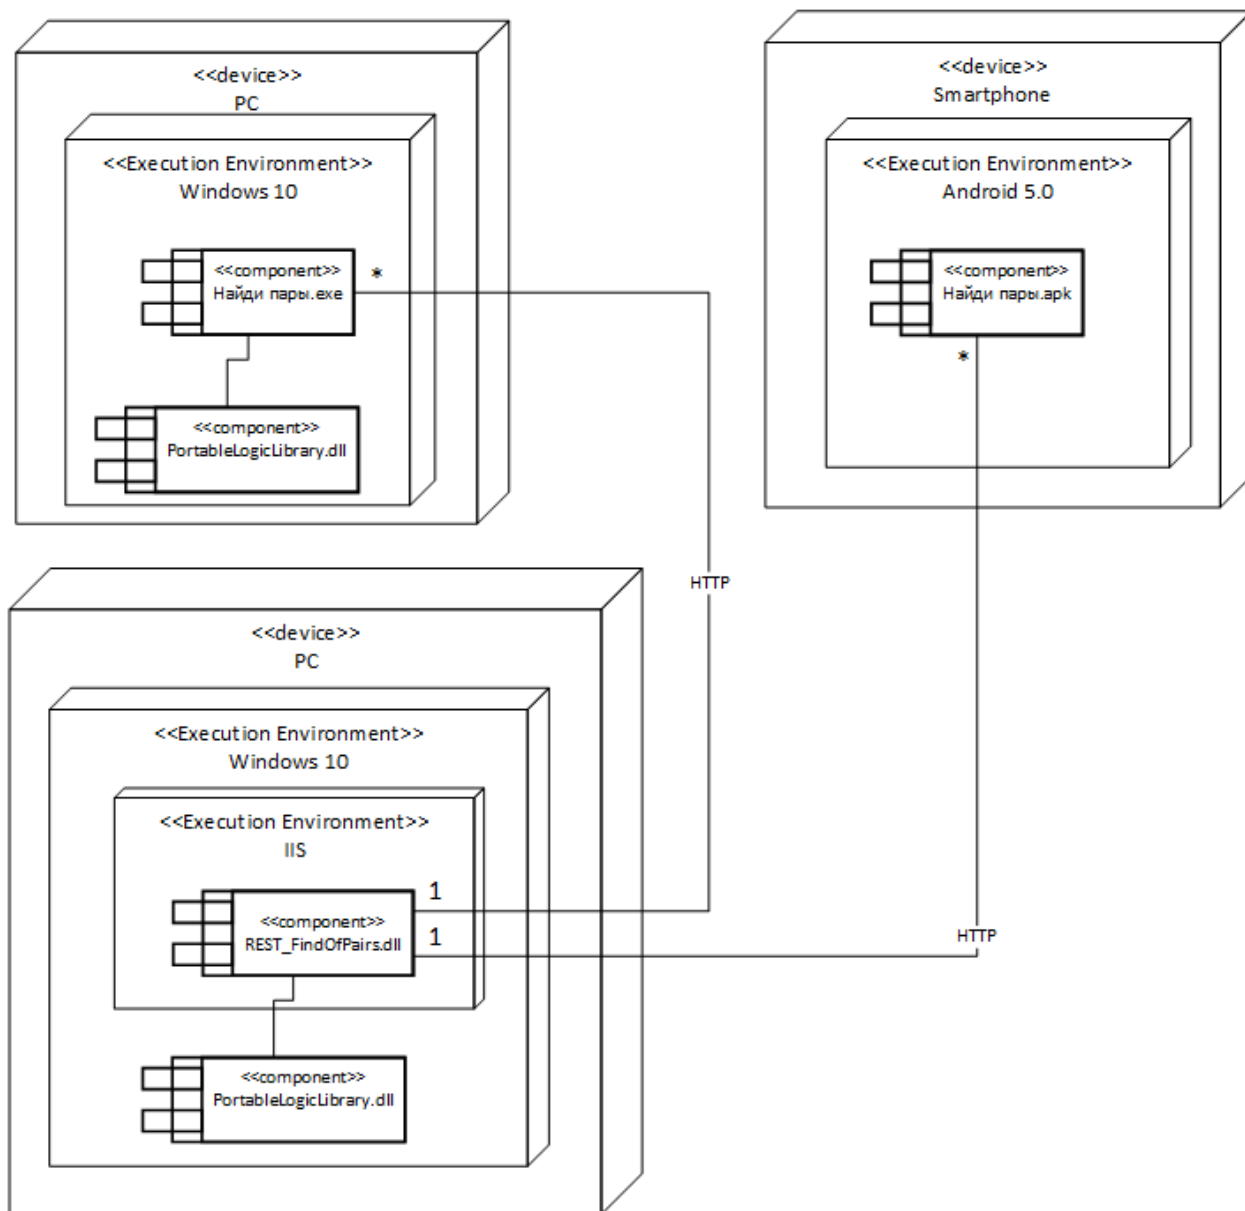 <<device>>
PC
<<Execution Environment>>
Windows 10
<<component>>
Найди пары.exe
*
<<component>>
PortableLogicLibrary.dll
<<device>>
Smartphone
<<Execution Environment>>
Android 5.0
<<component>>
Найди пары.apk
*
HTTP
<<device>>
PC
<<Execution Environment>>
Windows 10
<<Execution Environment>>
IIS
<<component>>
REST_FindOfPairs.dll
1
1
HTTP
<<component>>
PortableLogicLibrary.dll